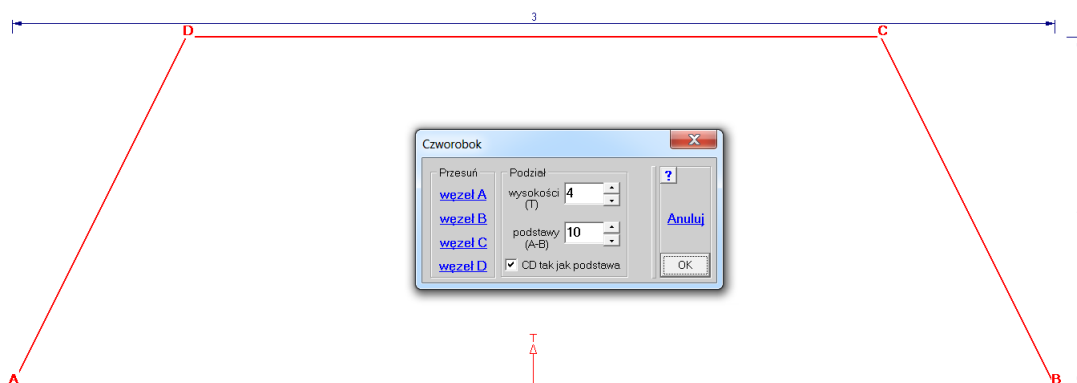 3
D
C
Czworobok
Przesuń
węzeł A
węzeł B
węzeł C
węzeł D
Podział
wysokości
(T)
4
podstawy
(A-B)
10
CD tak jak podstawa
?
Anuluj
OK
T
A
B